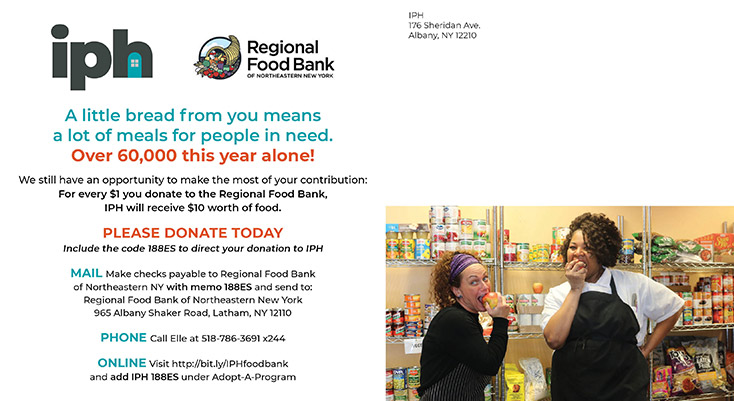 iph
Regional
Food Bank
OF NORTHEASTERN NEW YORK
A little bread from you means
a lot of meals for people in need.
Over 60,000 this year alone!
We still have an opportunity to make the most of your contribution:
For every $1 you donate to the Regional Food Bank,
IPH will receive $10 worth of food.
PLEASE DONATE TODAY
Include the code 188ES to direct your donation to IPH
MAIL Make checks payable to Regional Food Bank
of Northeastern NY with memo 188ES and send to:
Regional Food Bank of Northeastern New York
965 Albany Shaker Road, Latham, NY 12110
PHONE Call Elle at 518-786-3691 x244
ONLINE Visit http://bit.ly/IPHfoodbank
and add IPH 188ES under Adopt-A-Program
IPH
176 Sheridan Ave.
Albany, NY 12210